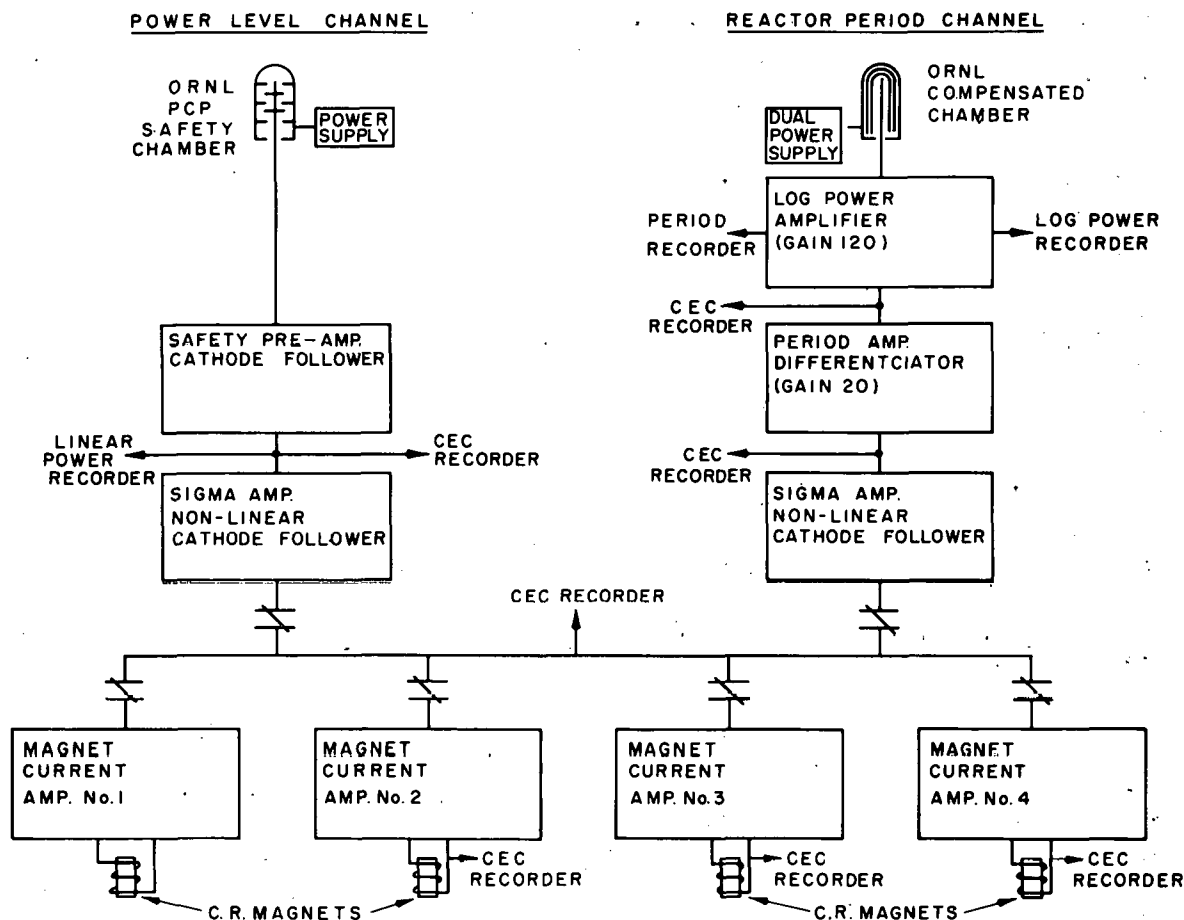 POWER LEVEL CHANNEL
ORNL
PCP
SAFETY
CHAMBER
POWER
SUPPLY
SAFETY PRE-AMP.
CATHODE FOLLOWER
LINEAR
POWER
RECORDER
CEC
RECORDER
SIGMA AMP.
NON-LINEAR
CATHODE FOLLOWER
REACTOR PERIOD CHANNEL
ORNL
COMPENSATED
CHAMBER
DUAL
POWER
SUPPLY
LOG POWER
AMPLIFIER
(GAIN 120)
PERIOD
RECORDER
LOG POWER
RECORDER
CEC
RECORDER
PERIOD AMP.
DIFFERENTCIATOR
(GAIN 20)
CEC
RECORDER
SIGMA AMP.
NON-LINEAR
CATHODE FOLLOWER
CEC RECORDER
MAGNET
CURRENT
AMP. No.1
MAGNET
CURRENT
AMP. No.2
MAGNET
CURRENT
AMP. No.3
MAGNET
CURRENT
AMP. No.4
CEC
RECORDER
CEC
RECORDER
CEC
RECORDER
C.R. MAGNETS
C.R. MAGNETS